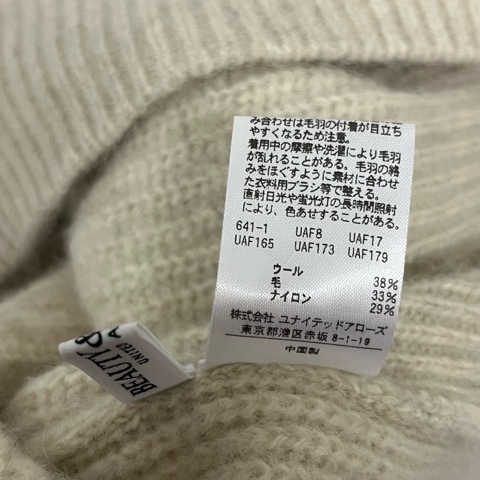 み合わせは毛羽の付着が目立ち
やすくなるため注意。
着用中の摩擦や洗濯により毛羽
が乱れることがある。毛羽の絡
みをほぐすように素材に合わせ
た衣料用ブラシ等で整える。
直射日光や蛍光灯の長時間照射
により、色あせすることがある。
641-1 UAF8 UAF17
UAF165 UAF173 UAF179
ウール 38%
毛 33%
ナイロン 29%
株式会社 ユナイテッドアローズ
東京都港区赤坂8-1-19
中国製
BEAUTY &
UNITED A